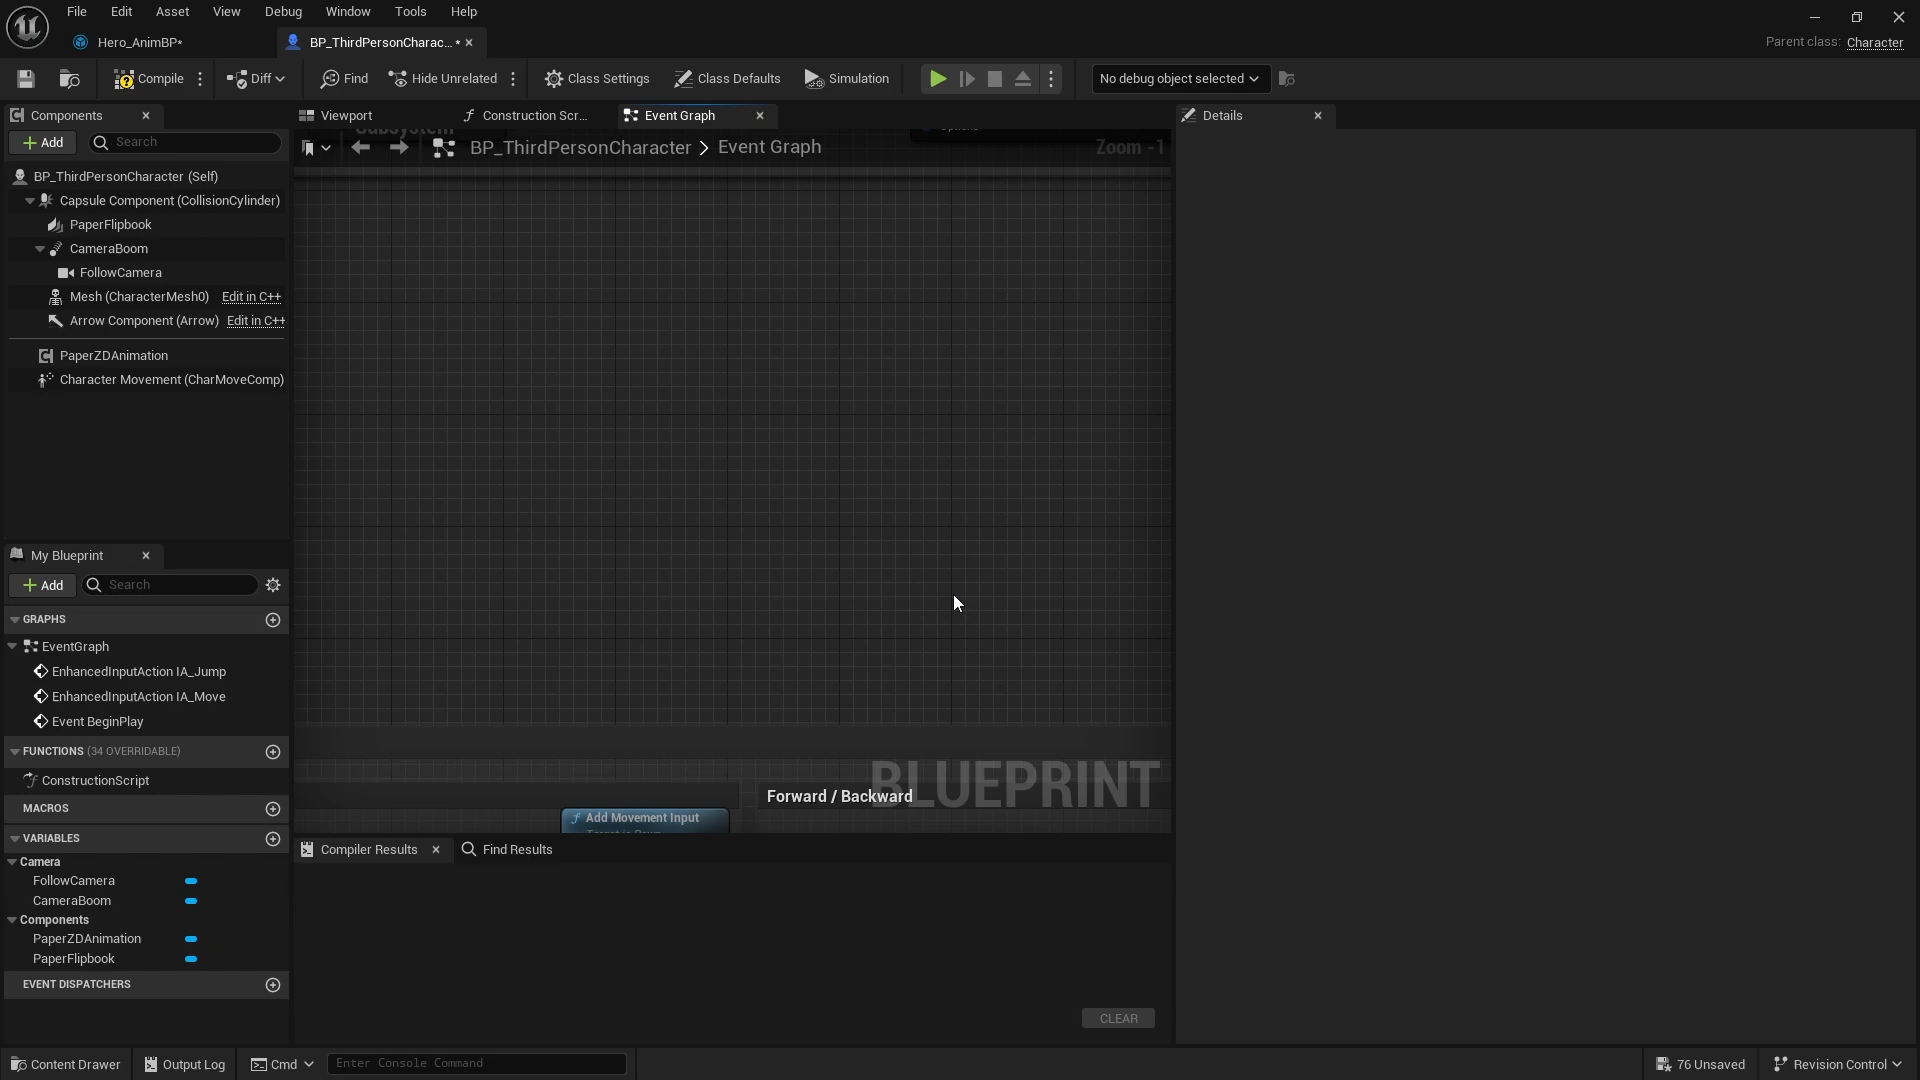 File Edit Asset View Debug Window Tools Help
Hero_AnimBP*
BP_ThirdPersonCharac... *
Parent class: Character
Compile
Diff
Find
Hide Unrelated
Class Settings
Class Defaults
Simulation
No debug object selected
Components
Viewport
Construction Scr...
Event Graph
Details
Add
Search
Subsystem
BP_ThirdPersonCharacter > Event Graph
Zoom -1
BP_ThirdPersonCharacter (Self)
Capsule Component (CollisionCylinder)
PaperFlipbook
CameraBoom
FollowCamera
Mesh (CharacterMesh0) Edit in C++
Arrow Component (Arrow) Edit in C++
PaperZDAnimation
Character Movement (CharMoveComp)
My Blueprint
Add
Search
GRAPHS
EventGraph
EnhancedInputAction IA_Jump
EnhancedInputAction IA_Move
Event BeginPlay
FUNCTIONS (34 OVERRIDABLE)
ConstructionScript
MACROS
VARIABLES
Camera
FollowCamera
CameraBoom
Components
PaperZDAnimation
PaperFlipbook
EVENT DISPATCHERS
BLUEPRINT
Forward / Backward
Add Movement Input
Compiler Results
Find Results
CLEAR
Content Drawer
Output Log
Cmd
Enter Console Command
76 Unsaved
Revision Control